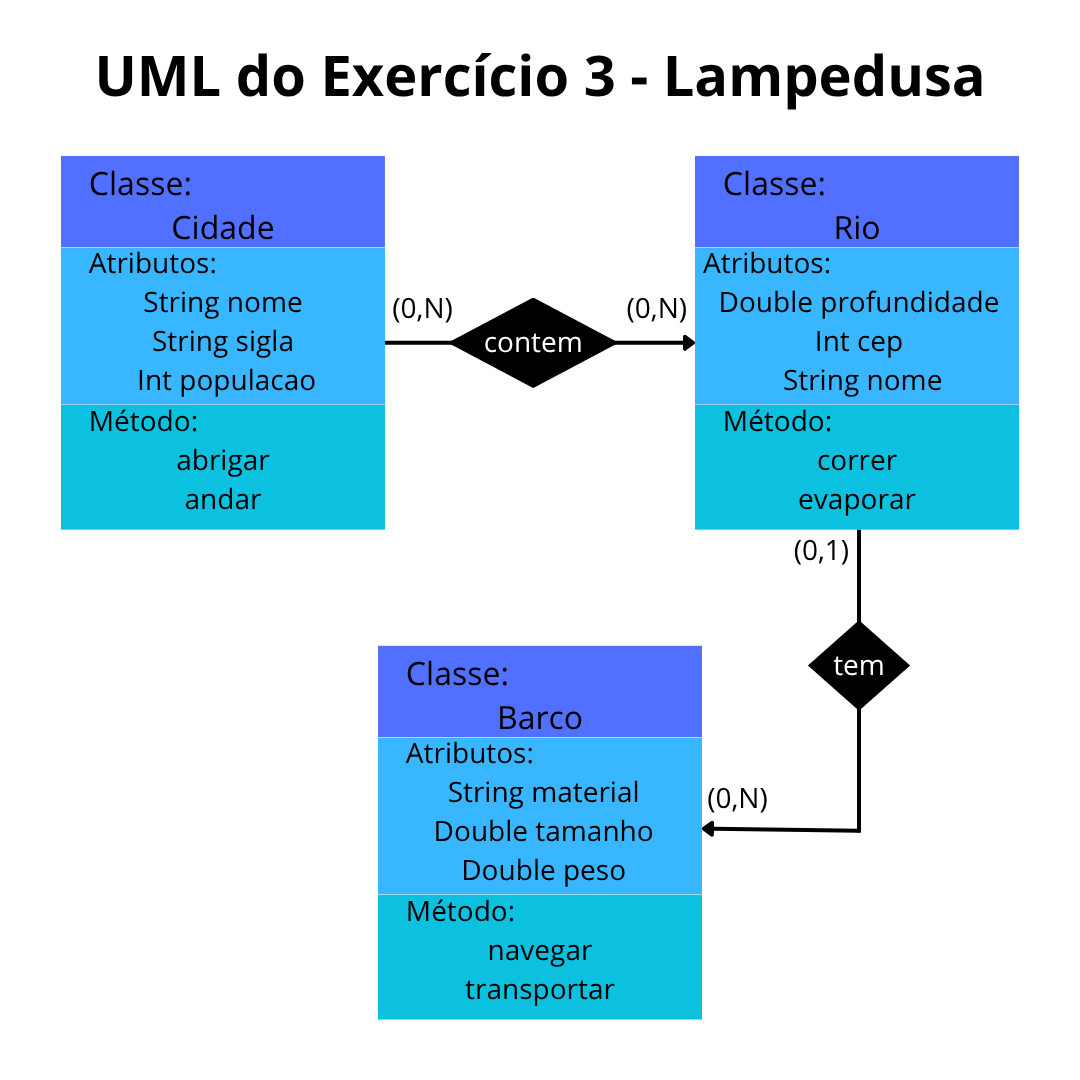 UML do Exercício 3 - Lampedusa
Classe:
Cidade
Atributos:
String nome
String sigla
Int populacao
Método:
abrigar
andar
(0,N)
contem
(0,N)
Classe:
Rio
Atributos:
Double profundidade
Int cep
String nome
Método:
correr
evaporar
(0,1)
tem
(0,N)
Classe:
Barco
Atributos:
String material
Double tamanho
Double peso
Método:
navegar
transportar